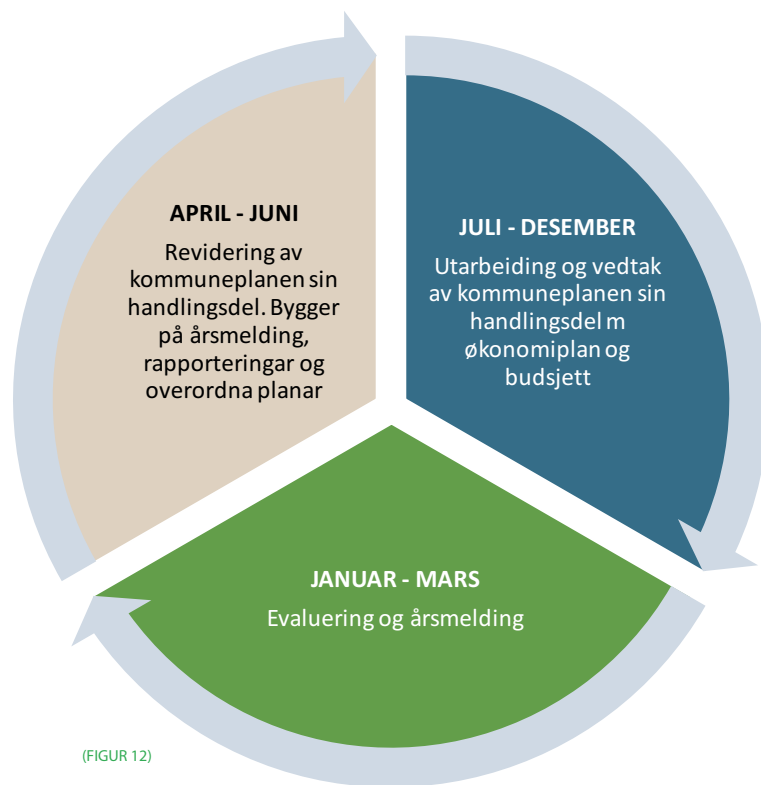 APRIL - JUNI
Revidering av
kommuneplanen sin
handlingsdel. Bygger
på årsmelding,
rapporteringar og
overordna planar
JULI - DESEMBER
Utarbeiding og vedtak
av kommuneplanen sin
handlingsdel m
økonomiplan og
budsjett
JANUAR - MARS
Evaluering og årsmelding
(FIGUR 12)